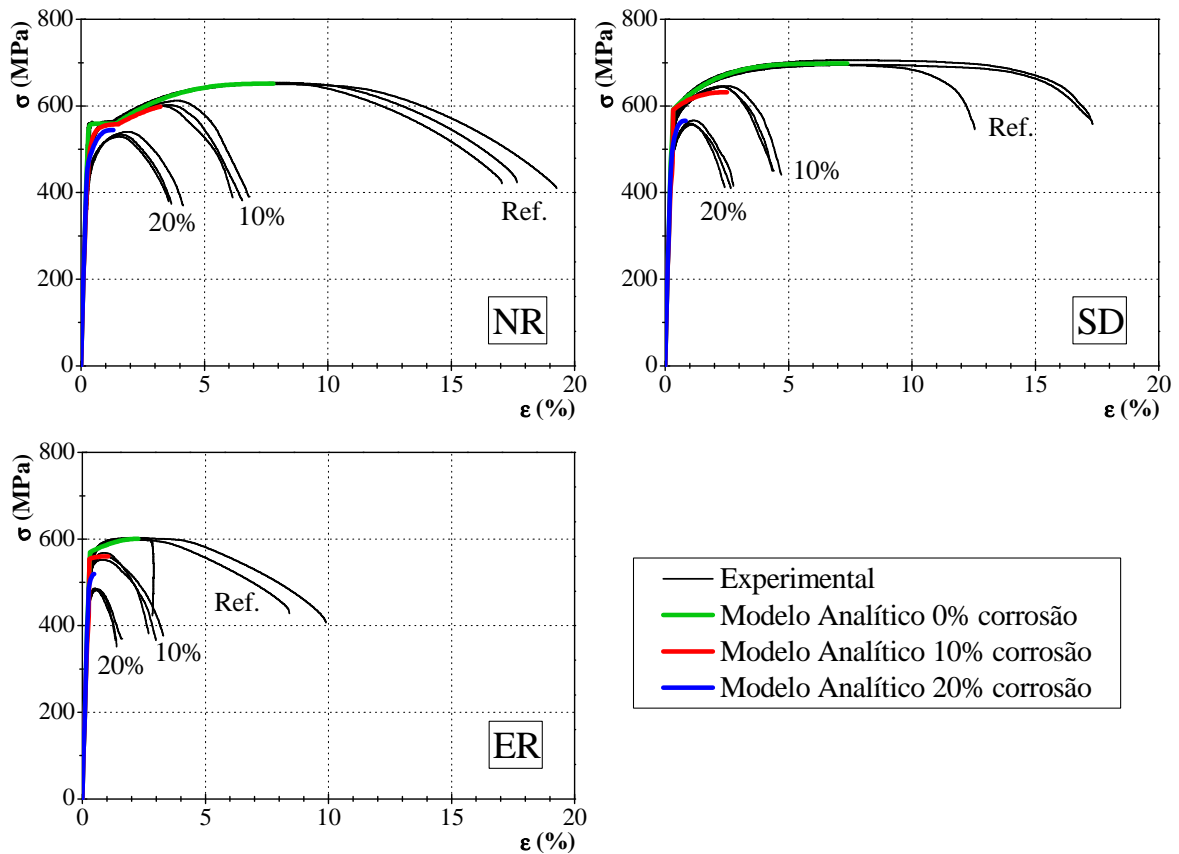 800
600
400
200
0
σ (MPa)
20%
10%
Ref.
NR
0
5
10
15
20
ε (%)
800
600
400
200
0
σ (MPa)
Ref.
10%
20%
SD
0
5
10
15
20
ε (%)
800
600
400
200
0
σ (MPa)
Ref.
10%
20%
ER
0
5
10
15
20
ε (%)
Experimental
Modelo Analítico 0% corrosão
Modelo Analítico 10% corrosão
Modelo Analítico 20% corrosão